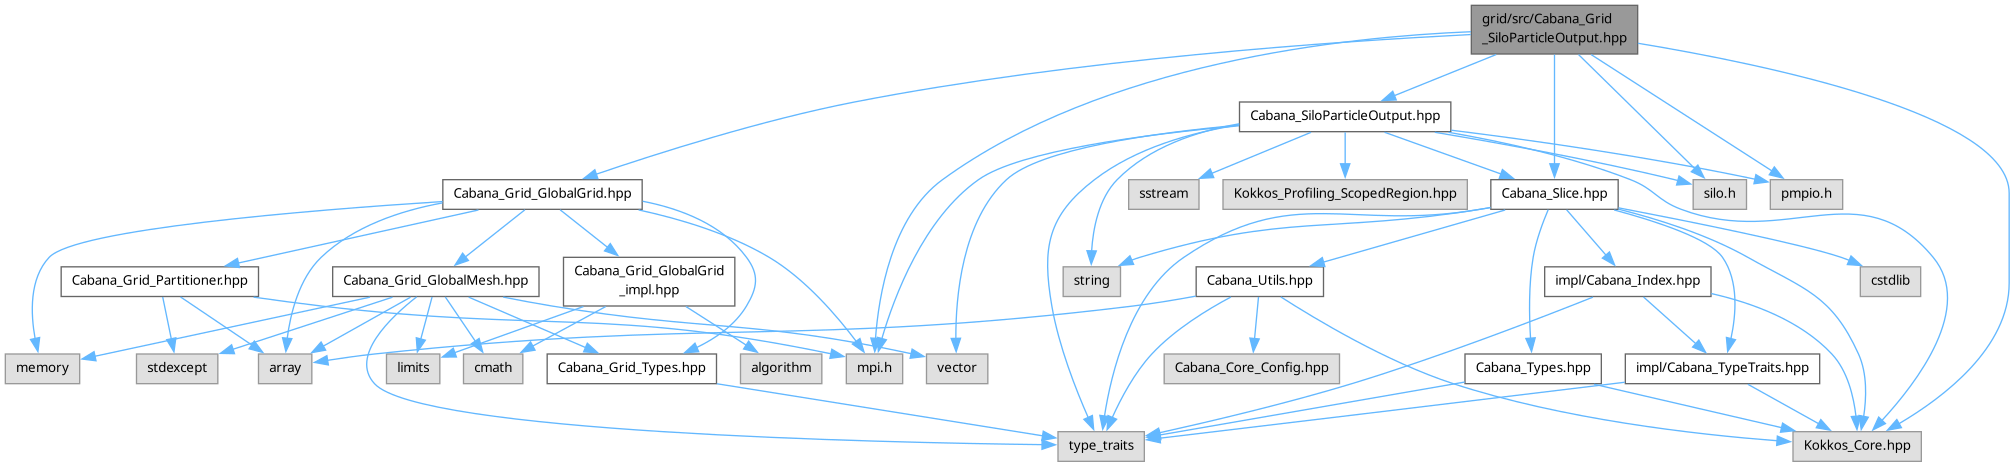 grid/src/Cabana_Grid
_SiloParticleOutput.hpp
Cabana_SiloParticleOutput.hpp
Cabana_Grid_GlobalGrid.hpp
sstream
Kokkos_Profiling_ScopedRegion.hpp
Cabana_Slice.hpp
silo.h
pmpio.h
Cabana_Grid_Partitioner.hpp
Cabana_Grid_GlobalMesh.hpp
Cabana_Grid_GlobalGrid
_impl.hpp
string
Cabana_Utils.hpp
impl/Cabana_Index.hpp
cstdlib
memory
stdexcept
array
limits
cmath
Cabana_Grid_Types.hpp
algorithm
mpi.h
vector
Cabana_Core_Config.hpp
Cabana_Types.hpp
impl/Cabana_TypeTraits.hpp
type_traits
Kokkos_Core.hpp